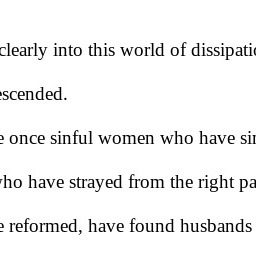 clearly into this world of dissipatio
escended.
e once sinful women who have sin
who have strayed from the right pa
e reformed, have found husbands